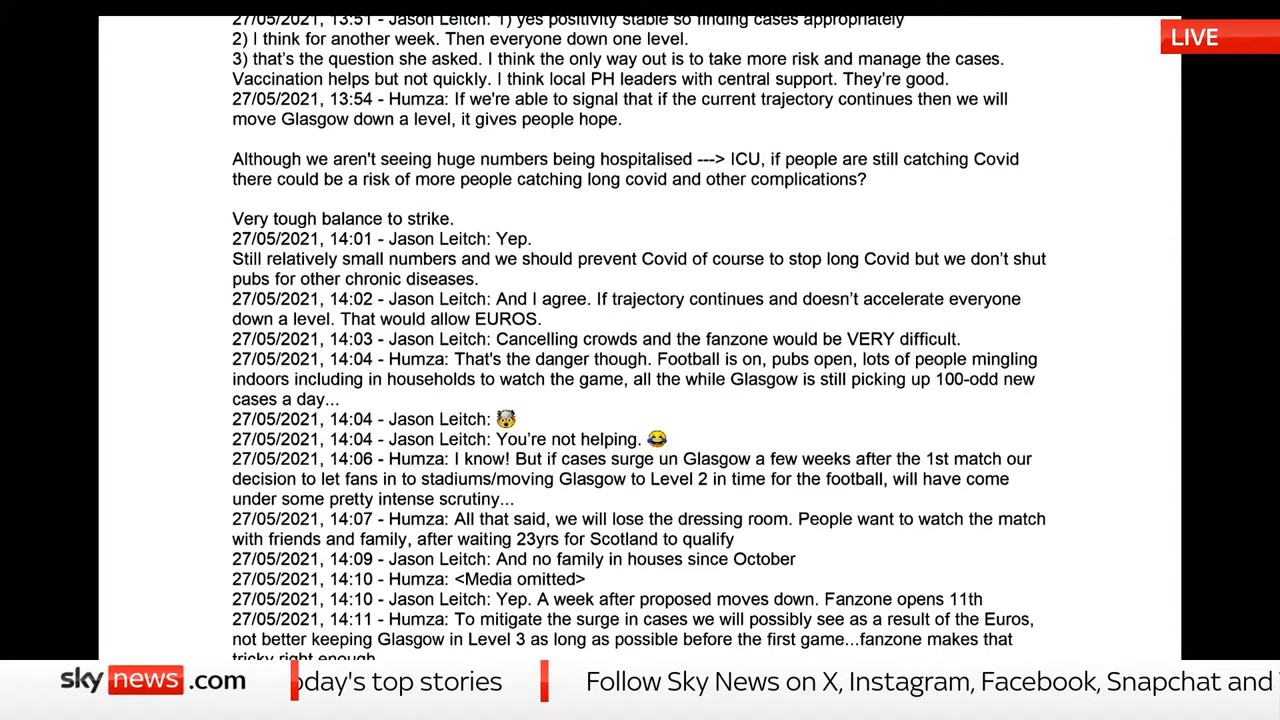 27/05/2021, 13:51 - Jason Leitch: 1) yes positivity stable so finding cases appropriately
2) I think for another week. Then everyone down one level.
3) that's the question she asked. I think the only way out is to take more risk and manage the cases.
Vaccination helps but not quickly. I think local PH leaders with central support. They're good.
27/05/2021, 13:54 - Humza: If we're able to signal that if the current trajectory continues then we will
move Glasgow down a level, it gives people hope.
Although we aren't seeing huge numbers being hospitalised ---> ICU, if people are still catching Covid
there could be a risk of more people catching long covid and other complications?
Very tough balance to strike.
27/05/2021, 14:01 - Jason Leitch: Yep.
Still relatively small numbers and we should prevent Covid of course to stop long Covid but we don't shut
pubs for other chronic diseases.
27/05/2021, 14:02 - Jason Leitch: And I agree. If trajectory continues and doesn't accelerate everyone
down a level. That would allow EUROS.
27/05/2021, 14:03 - Jason Leitch: Cancelling crowds and the fanzone would be VERY difficult.
27/05/2021, 14:04 - Humza: That's the danger though. Football is on, pubs open, lots of people mingling
indoors including in households to watch the game, all the while Glasgow is still picking up 100-odd new
cases a day...
27/05/2021, 14:04 - Jason Leitch: 🤯
27/05/2021, 14:04 - Jason Leitch: You're not helping. 😂
27/05/2021, 14:06 - Humza: I know! But if cases surge un Glasgow a few weeks after the 1st match our
decision to let fans in to stadiums/moving Glasgow to Level 2 in time for the football, will have come
under some pretty intense scrutiny...
27/05/2021, 14:07 - Humza: All that said, we will lose the dressing room. People want to watch the match
with friends and family, after waiting 23yrs for Scotland to qualify
27/05/2021, 14:09 - Jason Leitch: And no family in houses since October
27/05/2021, 14:10 - Humza: <Media omitted>
27/05/2021, 14:10 - Jason Leitch: Yep. A week after proposed moves down. Fanzone opens 11th
27/05/2021, 14:11 - Humza: To mitigate the surge in cases we will possibly see as a result of the Euros,
not better keeping Glasgow in Level 3 as long as possible before the first game...fanzone makes that
tricky right enough
LIVE
sky news .com
oday's top stories
Follow Sky News on X, Instagram, Facebook, Snapchat and